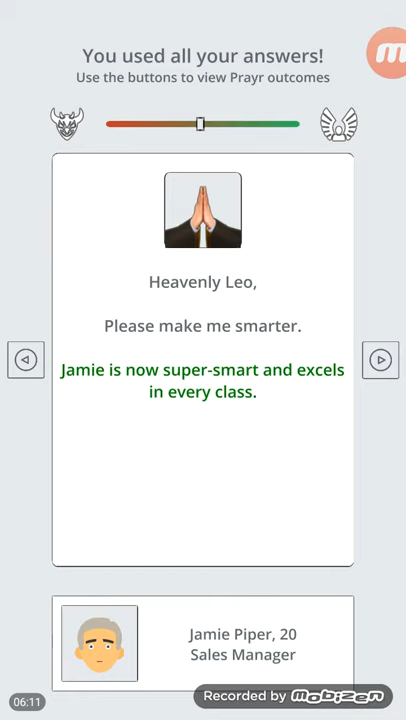 You used all your answers!
Use the buttons to view Prayr outcomes
Heavenly Leo,
Please make me smarter.
Jamie is now super-smart and excels
in every class.
Jamie Piper, 20
Sales Manager
06:11
Recorded by mobizen